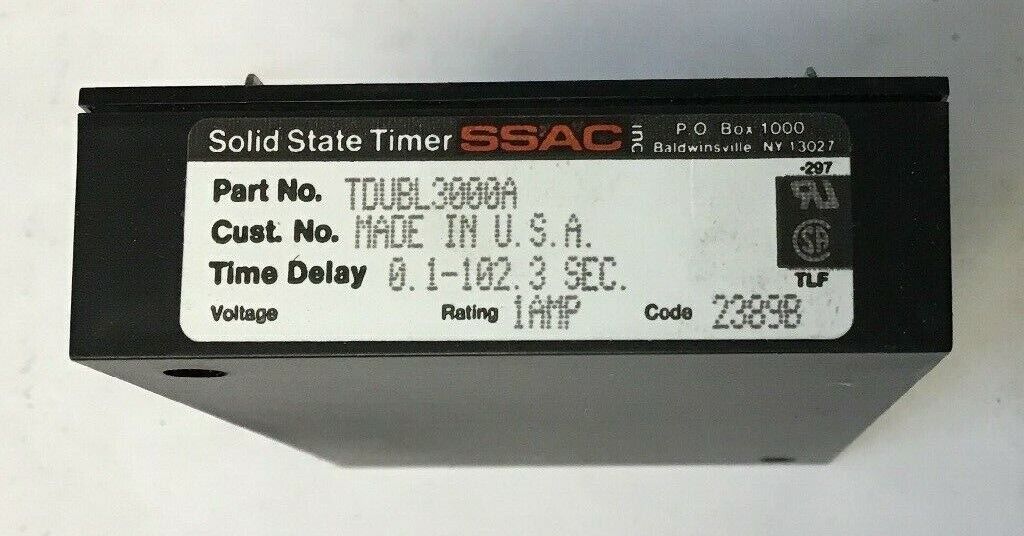 Solid State Timer SSAC INC P.O. Box 1000
Baldwinsville, NY 13027
-297
Part No. TDUBL3000A
Cust. No. MADE IN U.S.A.
Time Delay 0.1-102.3 SEC.
TLF
Voltage Rating 1AMP Code 2389B